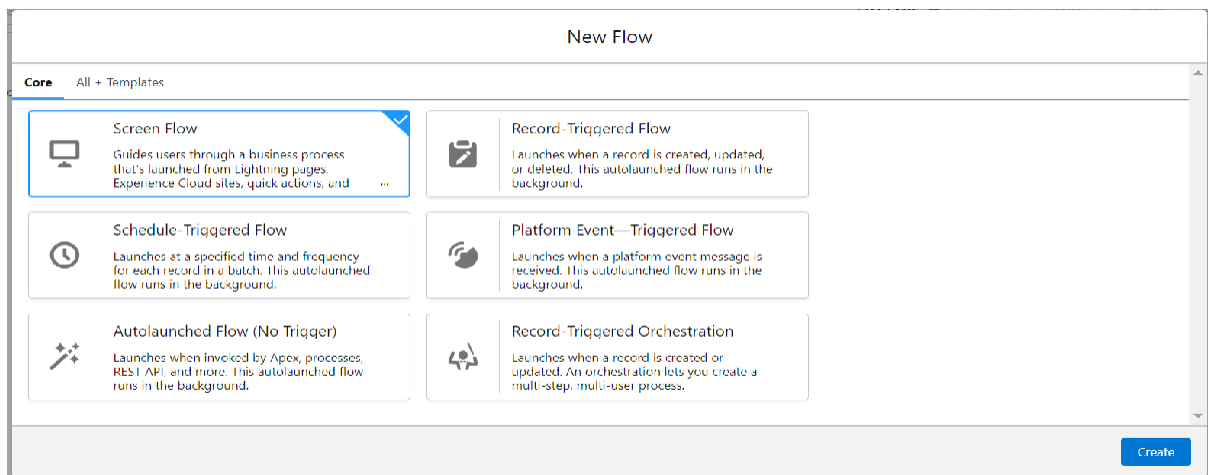 New Flow
Core
All + Templates
Screen Flow
Guides users through a business process
that's launched from Lightning pages,
Experience Cloud sites, quick actions, and ...
Record-Triggered Flow
Launches when a record is created, updated,
or deleted. This autolaunched flow runs in the
background.
Schedule-Triggered Flow
Launches at a specified time and frequency
for each record in a batch. This autolaunched
flow runs in the background.
Platform Event—Triggered Flow
Launches when a platform event message is
received. This autolaunched flow runs in the
background.
Autolaunched Flow (No Trigger)
Launches when invoked by Apex, processes,
REST API, and more. This autolaunched flow
runs in the background.
Record-Triggered Orchestration
Launches when a record is created or
updated. An orchestration lets you create a
multi-step, multi-user process.
Create